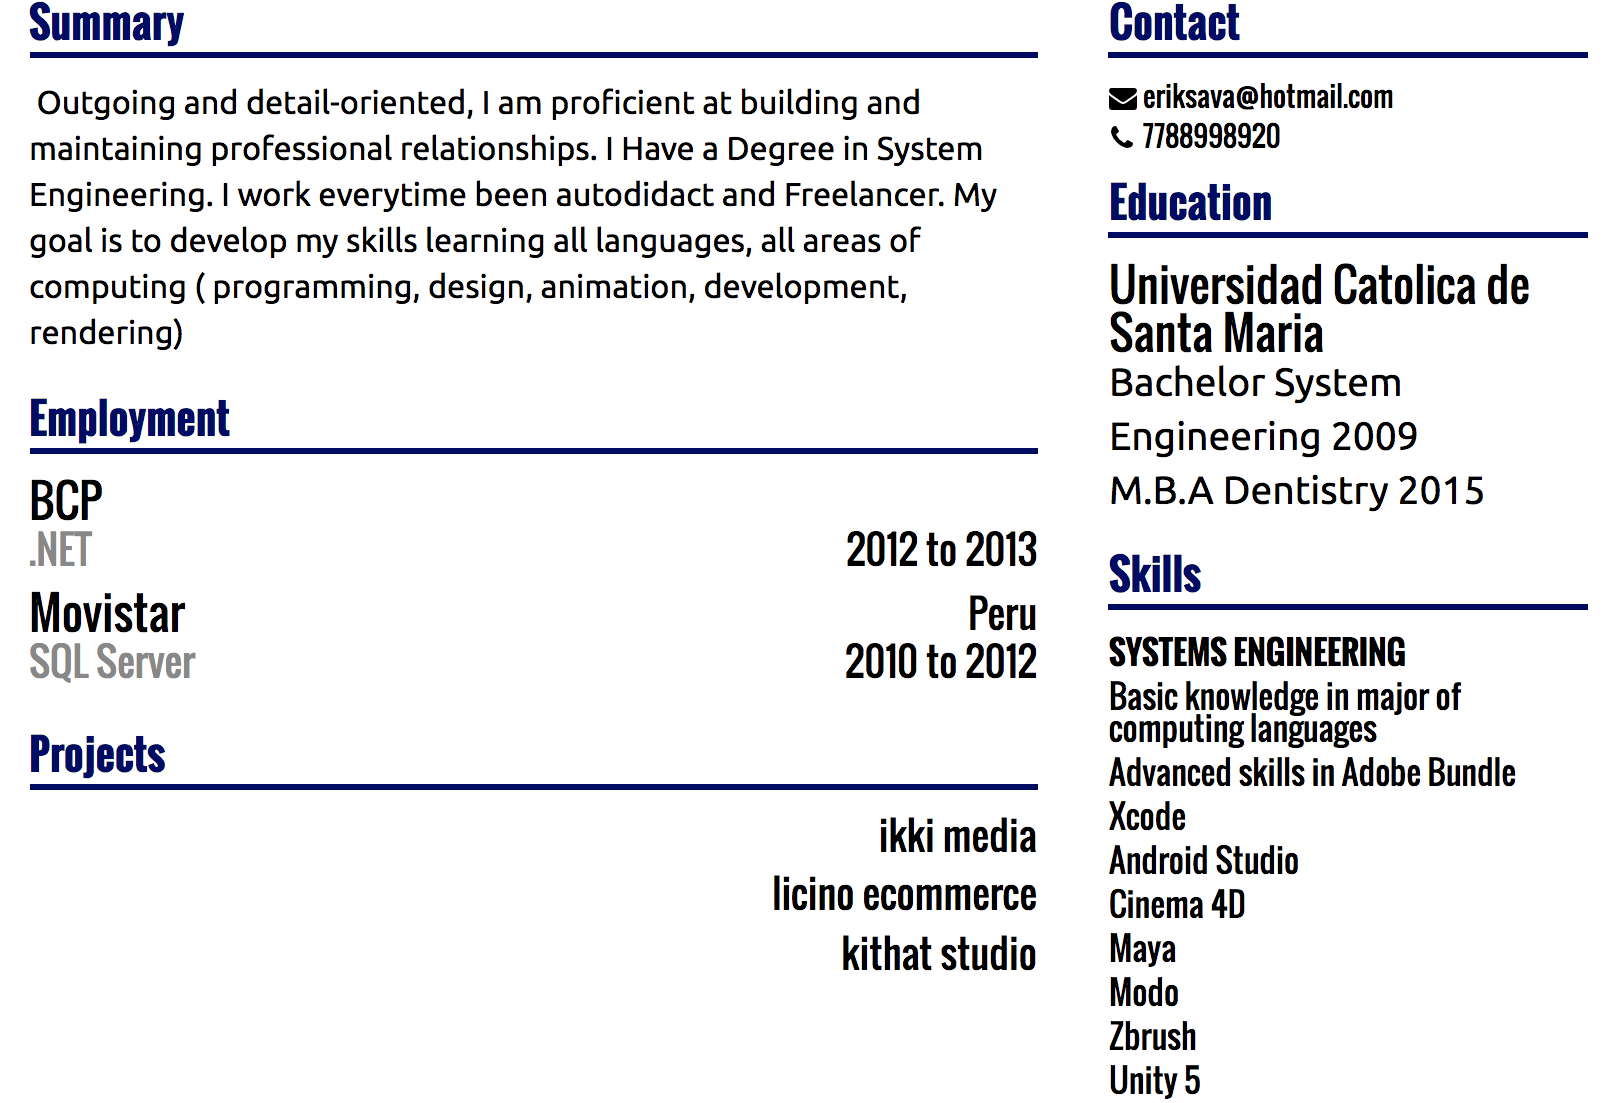 Summary
Outgoing and detail-oriented, I am proficient at building and
maintaining professional relationships. I Have a Degree in System
Engineering. I work everytime been autodidact and Freelancer. My
goal is to develop my skills learning all languages, all areas of
computing ( programming, design, animation, development,
rendering)
Employment
BCP
.NET 2012 to 2013
Movistar Peru
SQL Server 2010 to 2012
Projects
ikki media
licino ecommerce
kithat studio
Contact
eriksava@hotmail.com
7788998920
Education
Universidad Catolica de
Santa Maria
Bachelor System
Engineering 2009
M.B.A Dentistry 2015
Skills
SYSTEMS ENGINEERING
Basic knowledge in major of
computing languages
Advanced skills in Adobe Bundle
Xcode
Android Studio
Cinema 4D
Maya
Modo
Zbrush
Unity 5